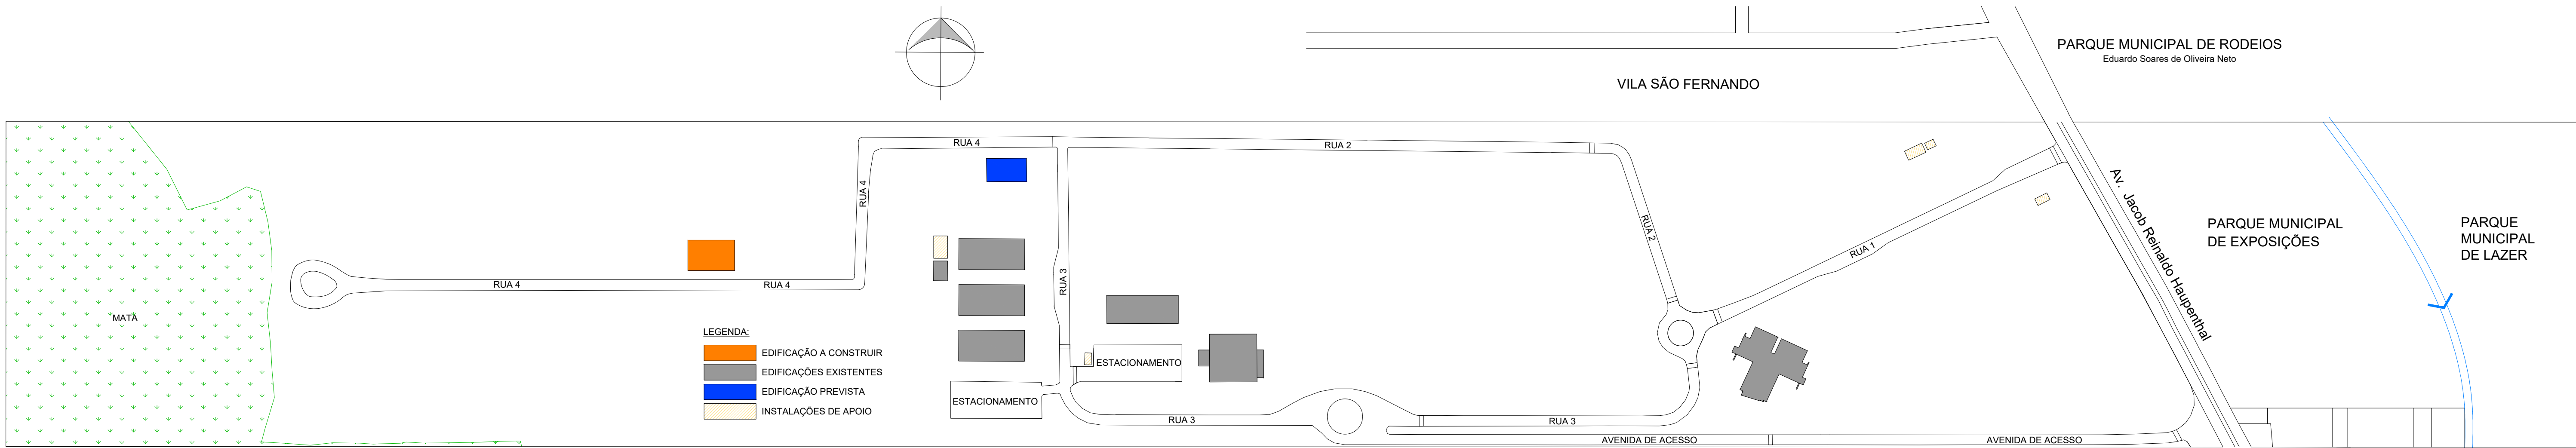 PARQUE MUNICIPAL DE RODEIOS
Eduardo Soares de Oliveira Neto
VILA SÃO FERNANDO
RUA 4
RUA 2
RUA 4
RUA 2
RUA 1
Av. Jacob Reinaldo Haupenthal
PARQUE MUNICIPAL
DE EXPOSIÇÕES
PARQUE
MUNICIPAL
DE LAZER
RUA 3
RUA 4
RUA 4
MATA
LEGENDA:
EDIFICAÇÃO A CONSTRUIR
EDIFICAÇÕES EXISTENTES
EDIFICAÇÃO PREVISTA
INSTALAÇÕES DE APOIO
ESTACIONAMENTO
ESTACIONAMENTO
RUA 3
RUA 3
AVENIDA DE ACESSO
AVENIDA DE ACESSO